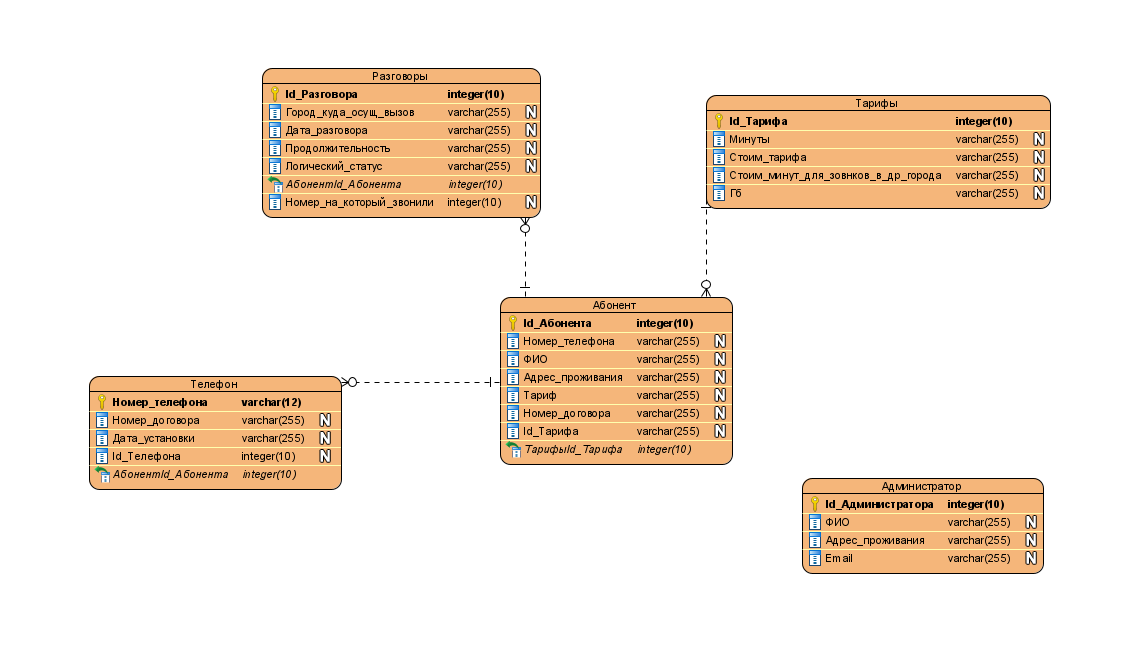 Разговоры
Id_Разговора integer(10)
Город_куда_осущ_вызов varchar(255) N
Дата_разговора varchar(255) N
Продолжительность varchar(255) N
Логический_статус varchar(255) N
АбонентId_Абонента integer(10)
Номер_на_который_звонили integer(10) N
Тарифы
Id_Тарифа integer(10)
Минуты varchar(255) N
Стоим_тарифа varchar(255) N
Стоим_минут_для_зовнков_в_др_города varchar(255) N
Гб varchar(255) N
Абонент
Id_Абонента integer(10)
Номер_телефона varchar(255) N
ФИО varchar(255) N
Адрес_проживания varchar(255) N
Тариф varchar(255) N
Номер_договора varchar(255) N
Id_Тарифа varchar(255) N
ТарифыId_Тарифа integer(10)
Телефон
Номер_телефона varchar(12)
Номер_договора varchar(255) N
Дата_установки varchar(255) N
Id_Телефона integer(10) N
АбонентId_Абонента integer(10)
Администратор
Id_Администратора integer(10)
ФИО varchar(255) N
Адрес_проживания varchar(255) N
Email varchar(255) N